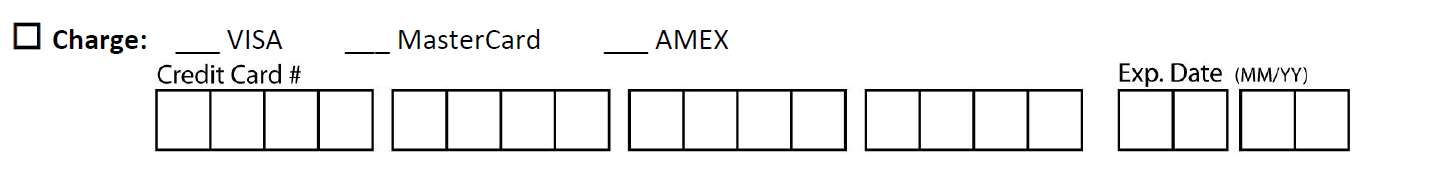 ☐ Charge: ___ VISA ___ MasterCard ___ AMEX
Credit Card # Exp. Date (MM/YY)